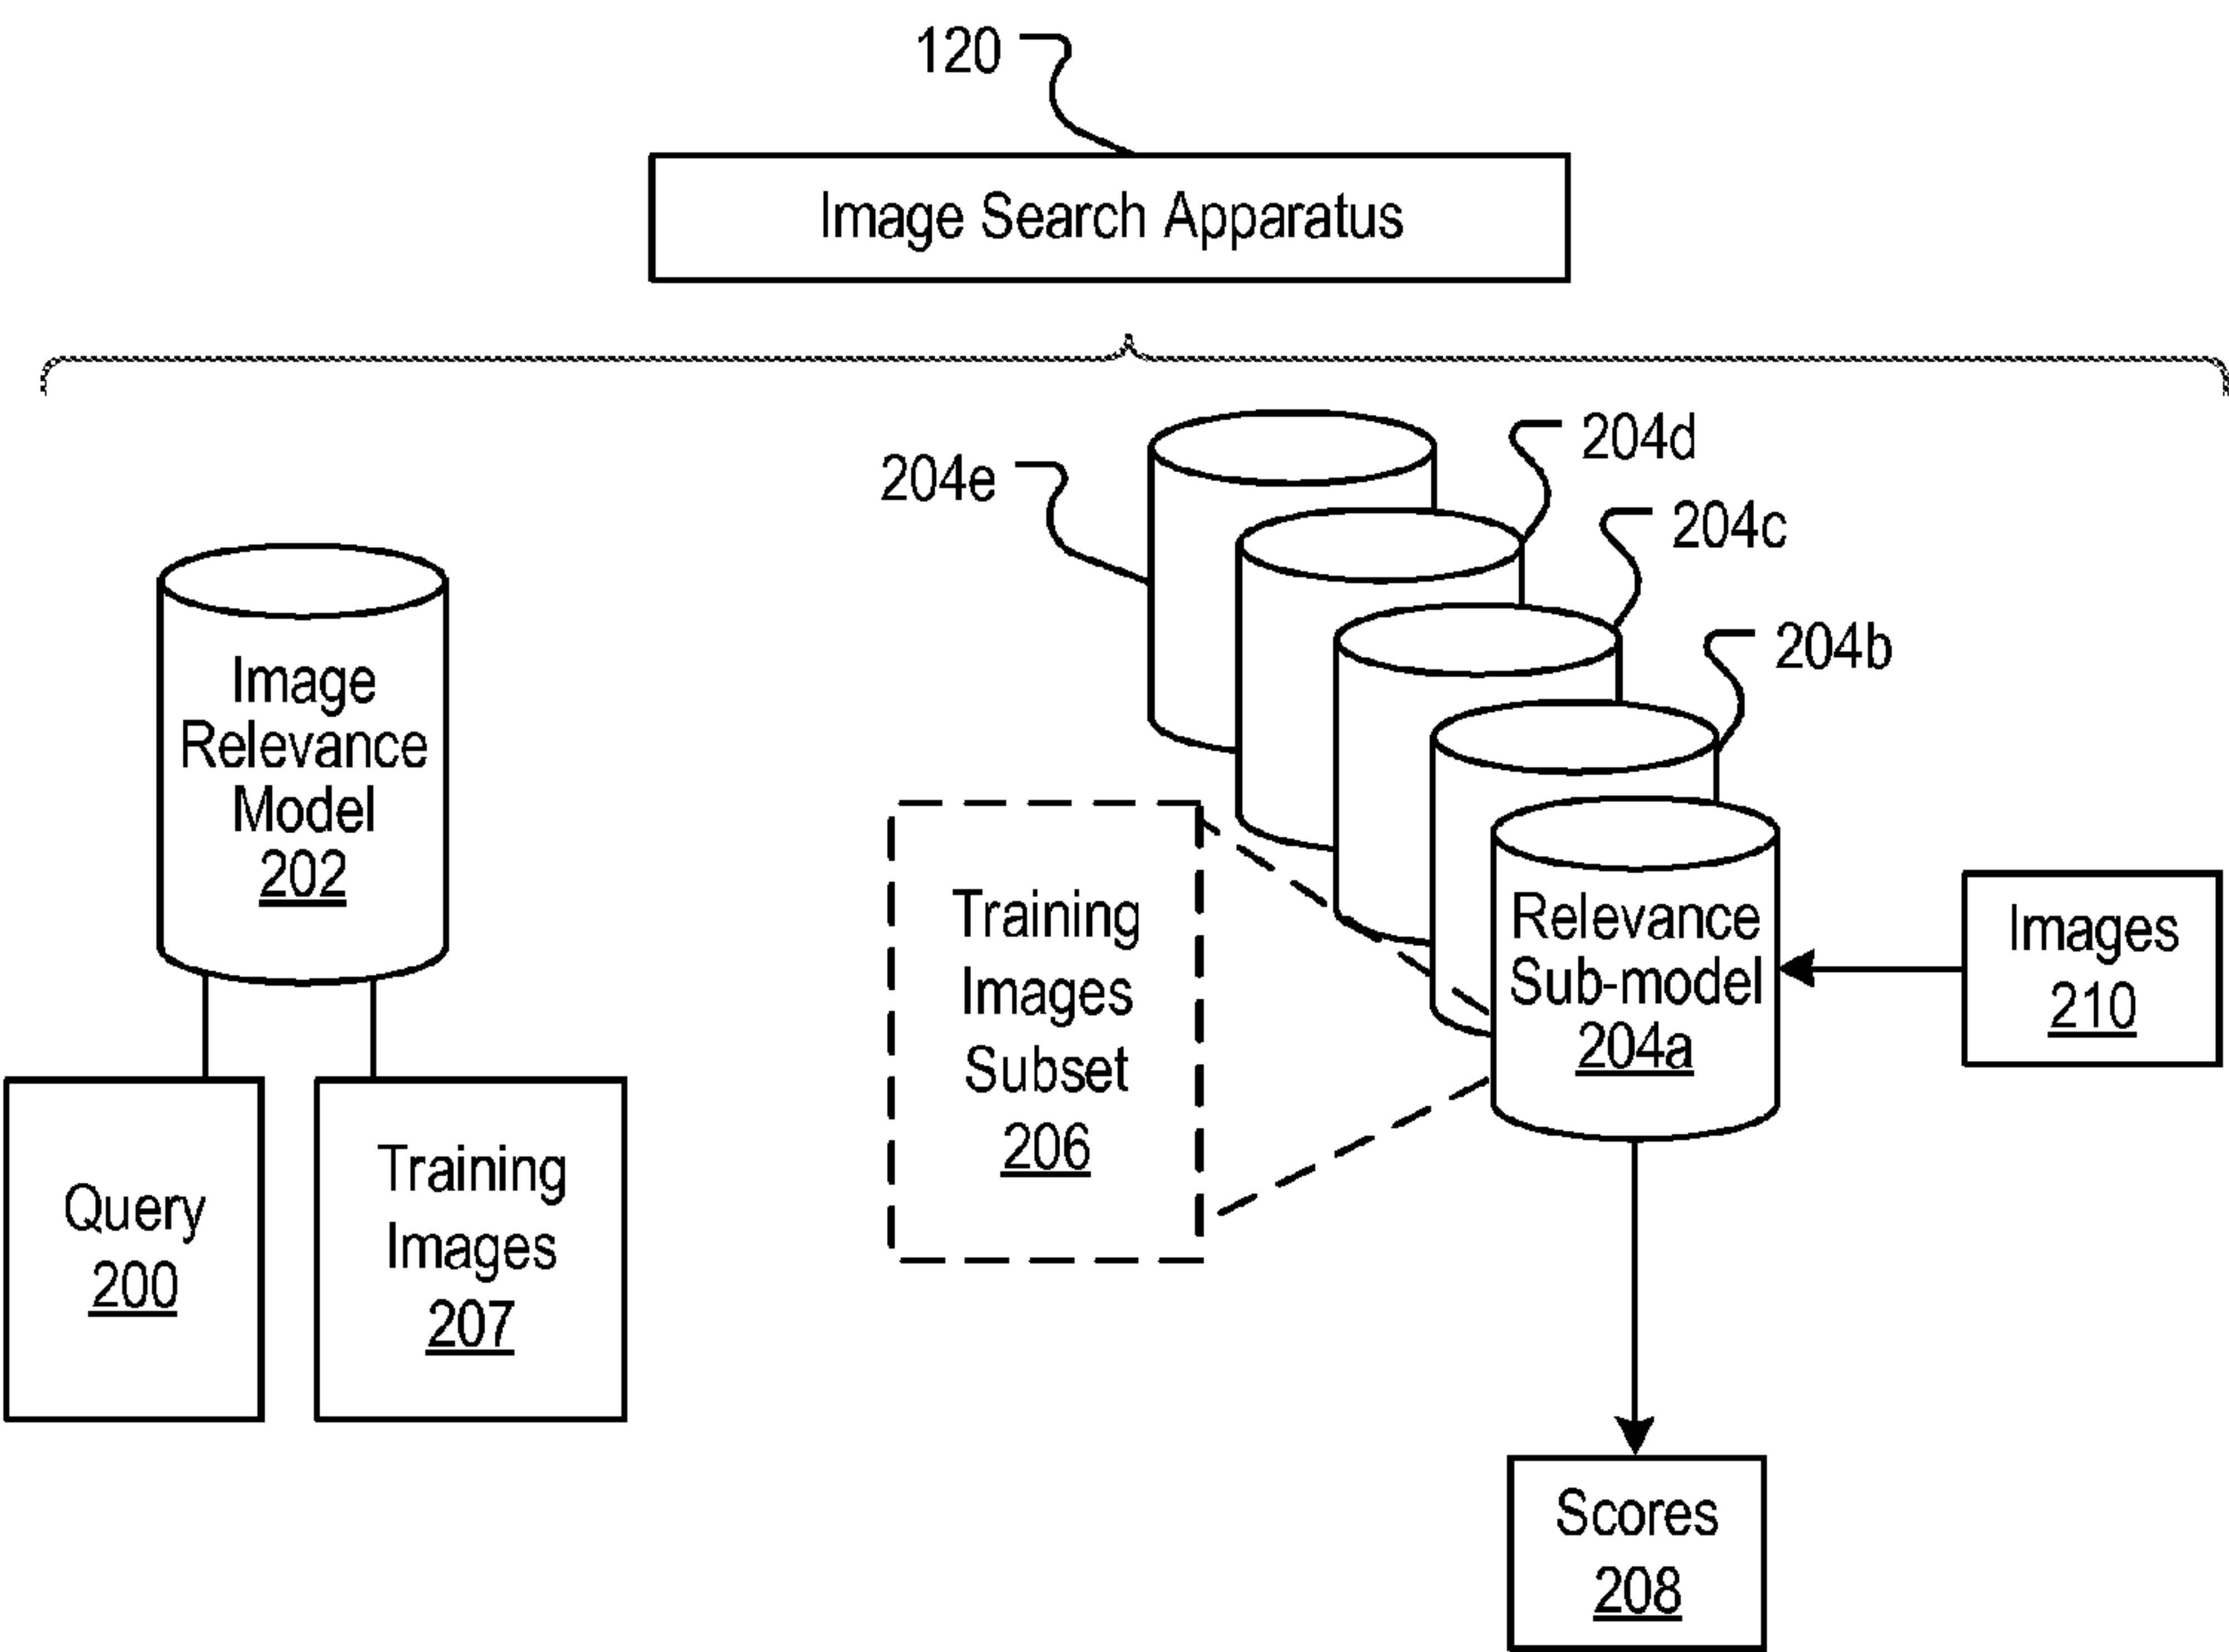 120
Image Search Apparatus
204d
204e
204c
204b
Image
Relevance
Model
202
Training
Images
Subset
206
Relevance
Sub-model
204a
Images
210
Query
200
Training
Images
207
Scores
208